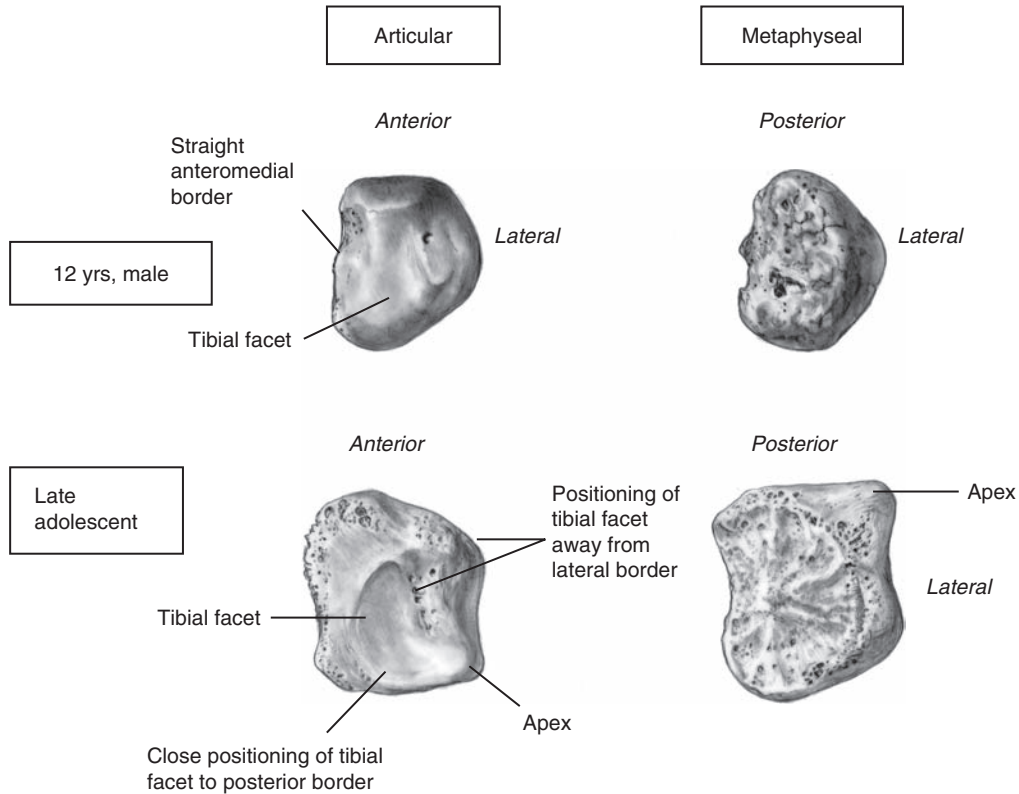 Articular
Metaphyseal
Anterior
Posterior
Straight
anteromedial
border
Lateral
Lateral
12 yrs, male
Tibial facet
Anterior
Posterior
Late
adolescent
Positioning of
tibial facet
away from
lateral border
Apex
Lateral
Tibial facet
Apex
Close positioning of tibial
facet to posterior border